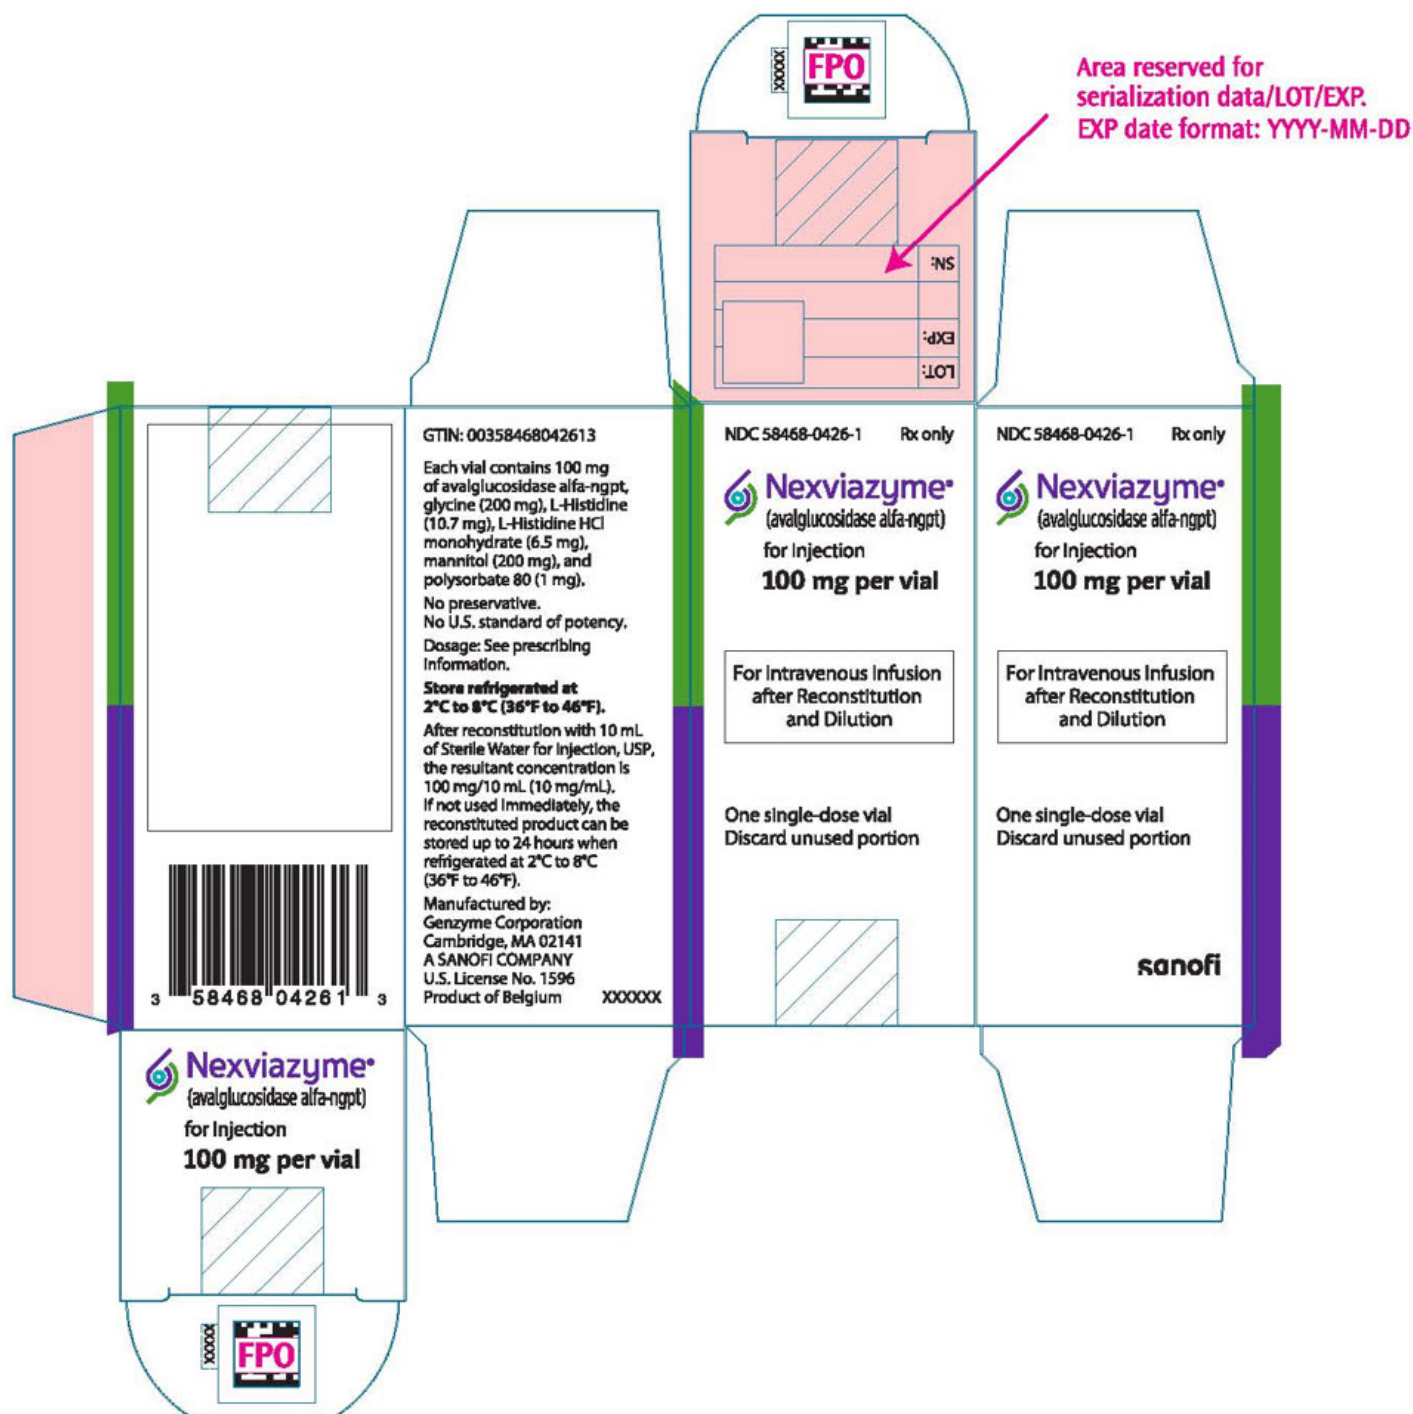 XXXXX
FPO
Area reserved for
serialization data/LOT/EXP.
EXP date format: YYYY-MM-DD
SN:
EXP:
LOT:
3 58468 04261 3
GTIN: 00358468042613
Each vial contains 100 mg
of avalglucosidase alfa-ngpt,
glycine (200 mg), L-Histidine
(10.7 mg), L-Histidine HCl
monohydrate (6.5 mg),
mannitol (200 mg), and
polysorbate 80 (1 mg).
No preservative.
No U.S. standard of potency.
Dosage: See prescribing
Information.
Store refrigerated at
2°C to 8°C (36°F to 46°F).
After reconstitution with 10 mL
of Sterile Water for Injection, USP,
the resultant concentration is
100 mg/10 mL (10 mg/mL).
If not used immediately, the
reconstituted product can be
stored up to 24 hours when
refrigerated at 2°C to 8°C
(36°F to 46°F).
Manufactured by:
Genzyme Corporation
Cambridge, MA 02141
A SANOFI COMPANY
U.S. License No. 1596
Product of Belgium XXXXXX
NDC 58468-0426-1 Rx only
Nexviazyme®
(avalglucosidase alfa-ngpt)
for Injection
100 mg per vial
For Intravenous Infusion
after Reconstitution
and Dilution
One single-dose vial
Discard unused portion
NDC 58468-0426-1 Rx only
Nexviazyme®
(avalglucosidase alfa-ngpt)
for Injection
100 mg per vial
For Intravenous Infusion
after Reconstitution
and Dilution
One single-dose vial
Discard unused portion
sanofi
Nexviazyme®
(avalglucosidase alfa-ngpt)
for Injection
100 mg per vial
XXXXX
FPO